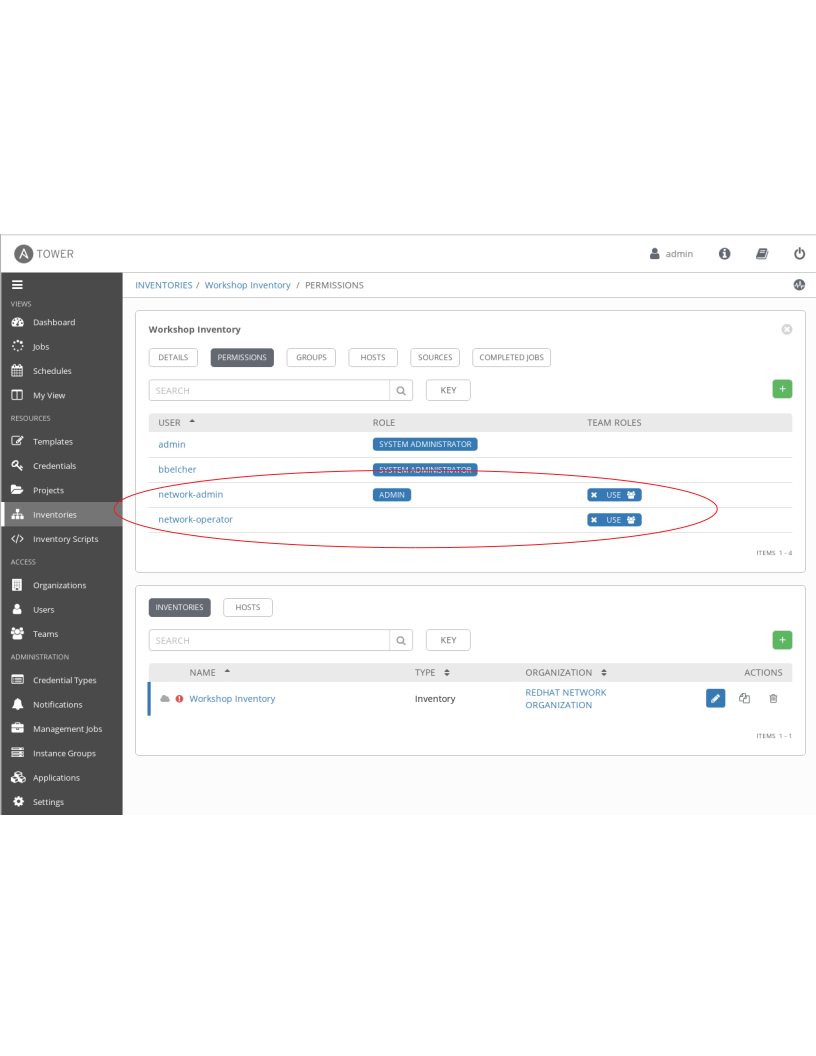 A TOWER
admin
INVENTORIES / Workshop Inventory / PERMISSIONS
VIEWS
Dashboard
Jobs
Schedules
My View
RESOURCES
Templates
Credentials
Projects
Inventories
Inventory Scripts
ACCESS
Organizations
Users
Teams
ADMINISTRATION
Credential Types
Notifications
Management Jobs
Instance Groups
Applications
Settings
Workshop Inventory
DETAILS PERMISSIONS GROUPS HOSTS SOURCES COMPLETED JOBS
SEARCH KEY
USER ROLE TEAM ROLES
admin SYSTEM ADMINISTRATOR
bbelcher SYSTEM ADMINISTRATOR
network-admin ADMIN USE
network-operator USE
ITEMS 1 - 4
INVENTORIES HOSTS
SEARCH KEY
NAME TYPE ORGANIZATION ACTIONS
Workshop Inventory Inventory REDHAT NETWORK
ORGANIZATION
ITEMS 1 - 1